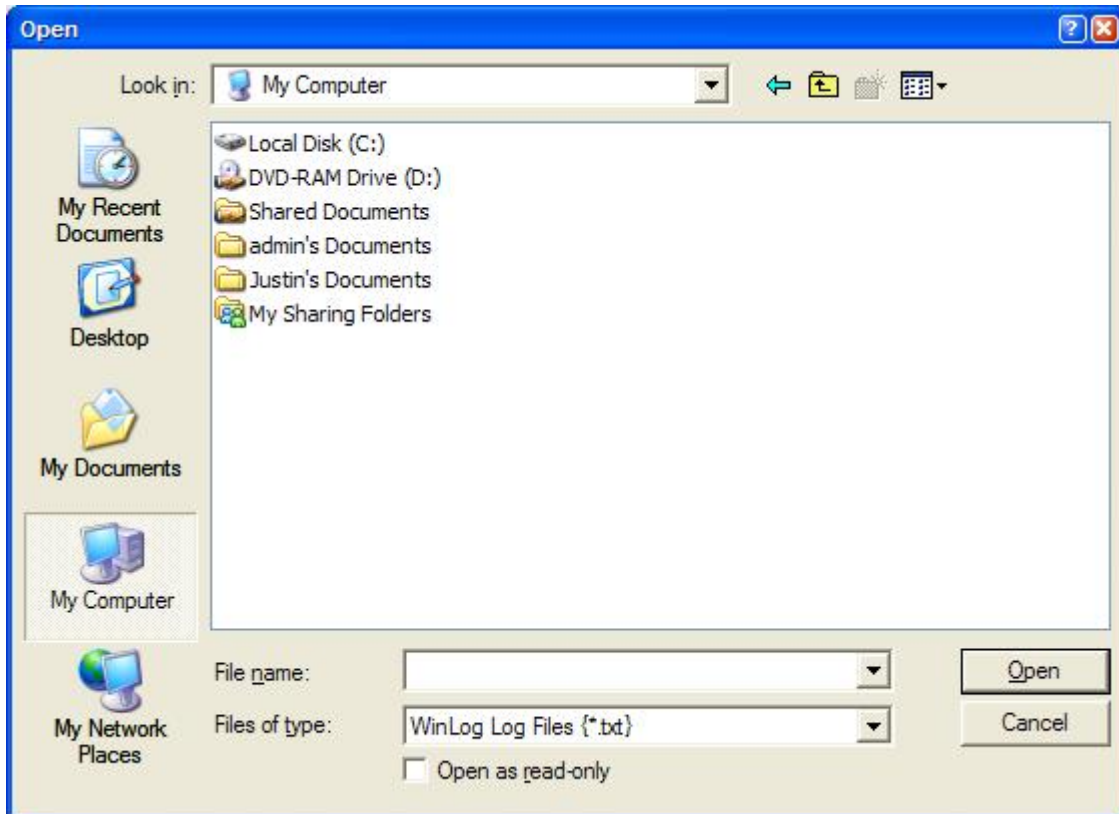 Open
Look in:
My Computer
My Recent
Documents
Desktop
My Documents
My Computer
My Network
Places
Local Disk (C:)
DVD-RAM Drive (D:)
Shared Documents
admin's Documents
Justin's Documents
My Sharing Folders
File name:
Open
Files of type:
WinLog Log Files {*.txt}
Cancel
Open as read-only